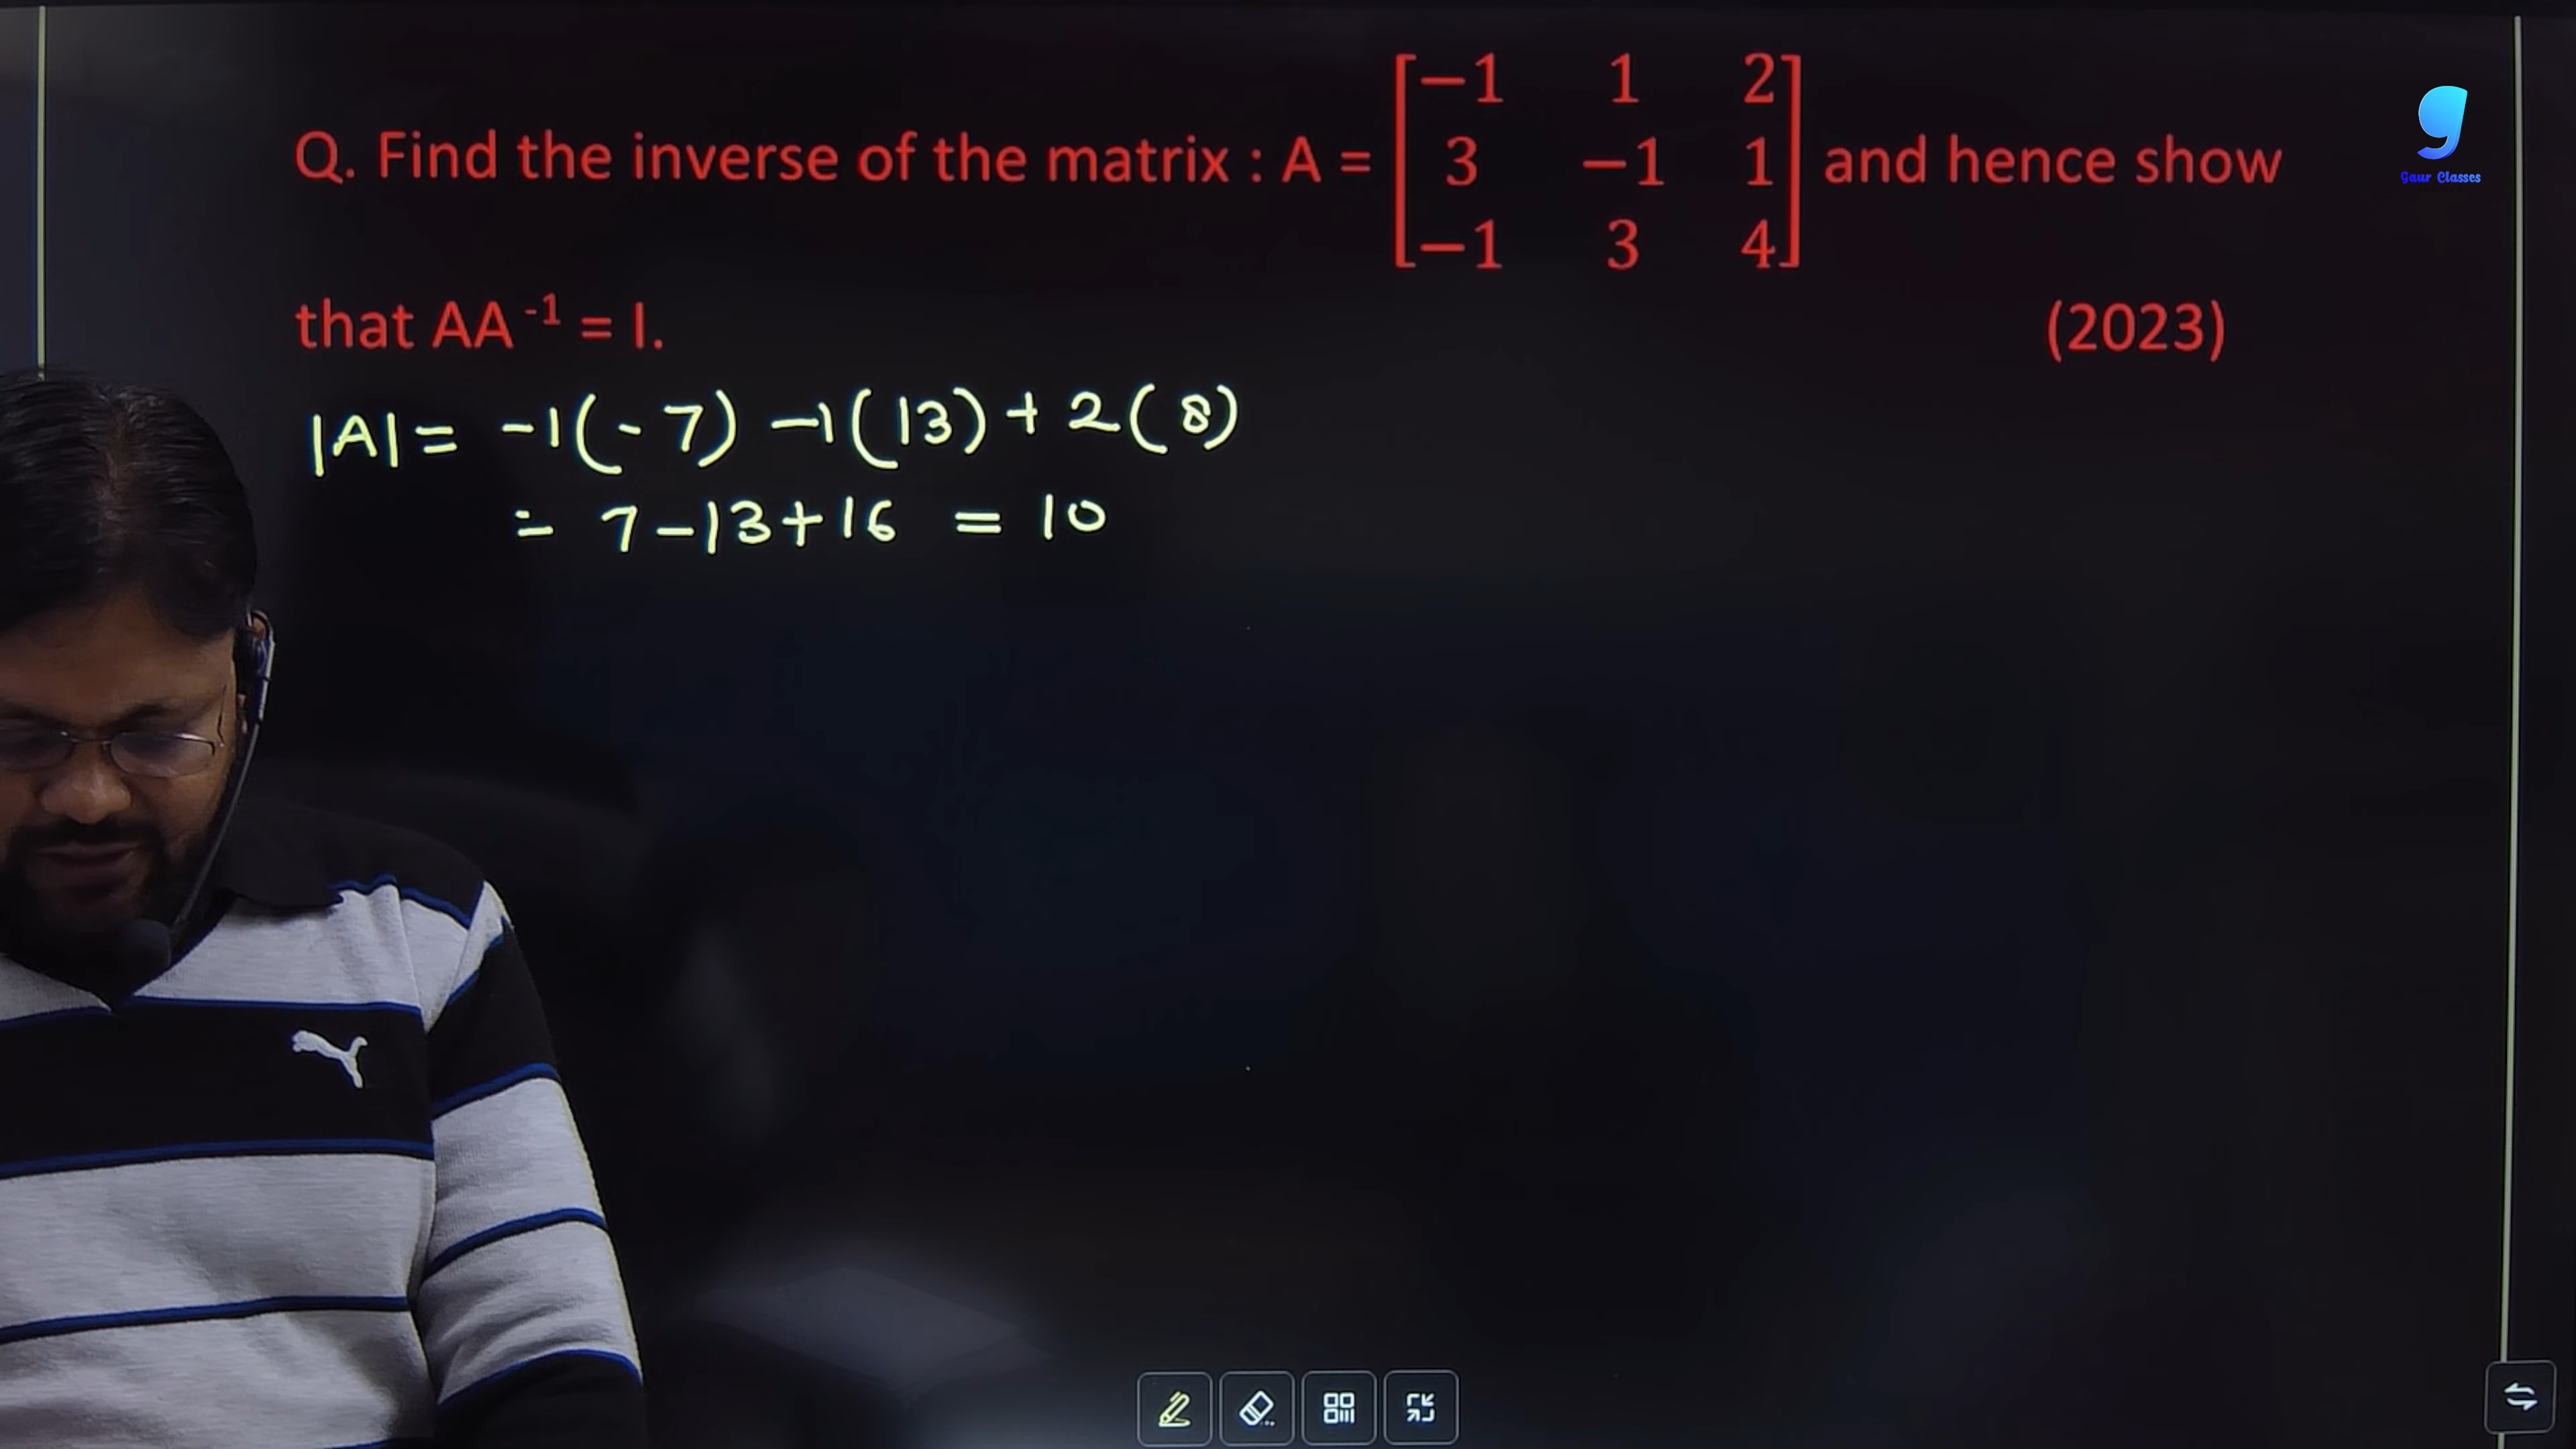 Q. Find the inverse of the matrix : A = [−1 1 2
3 −1 1
−1 3 4] and hence show
that AA⁻¹ = I. (2023)
|A| = -1(-7) -1(13) + 2(8)
= 7-13+16 = 10
g
Gaur Classes